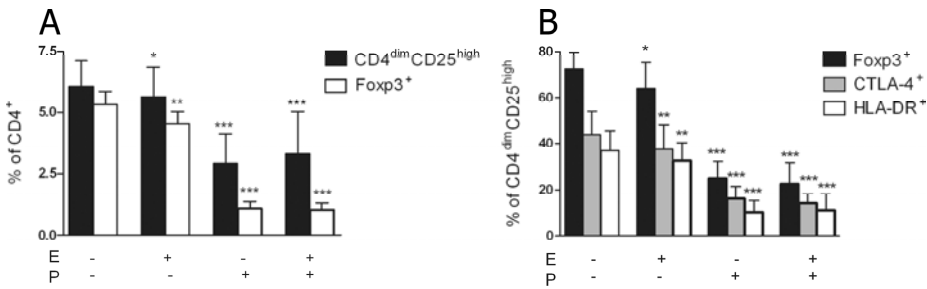 A
7.5
5.0
2.5
0.0
% of CD4+
* ** *** *** *** ***
CD4dimCD25high
Foxp3+
E - + - +
P - - + +
B
80
60
40
20
0
% of CD4dimCD25high
* ** ** *** *** *** *** *** ***
Foxp3+
CTLA-4+
HLA-DR+
E - + - +
P - - + +